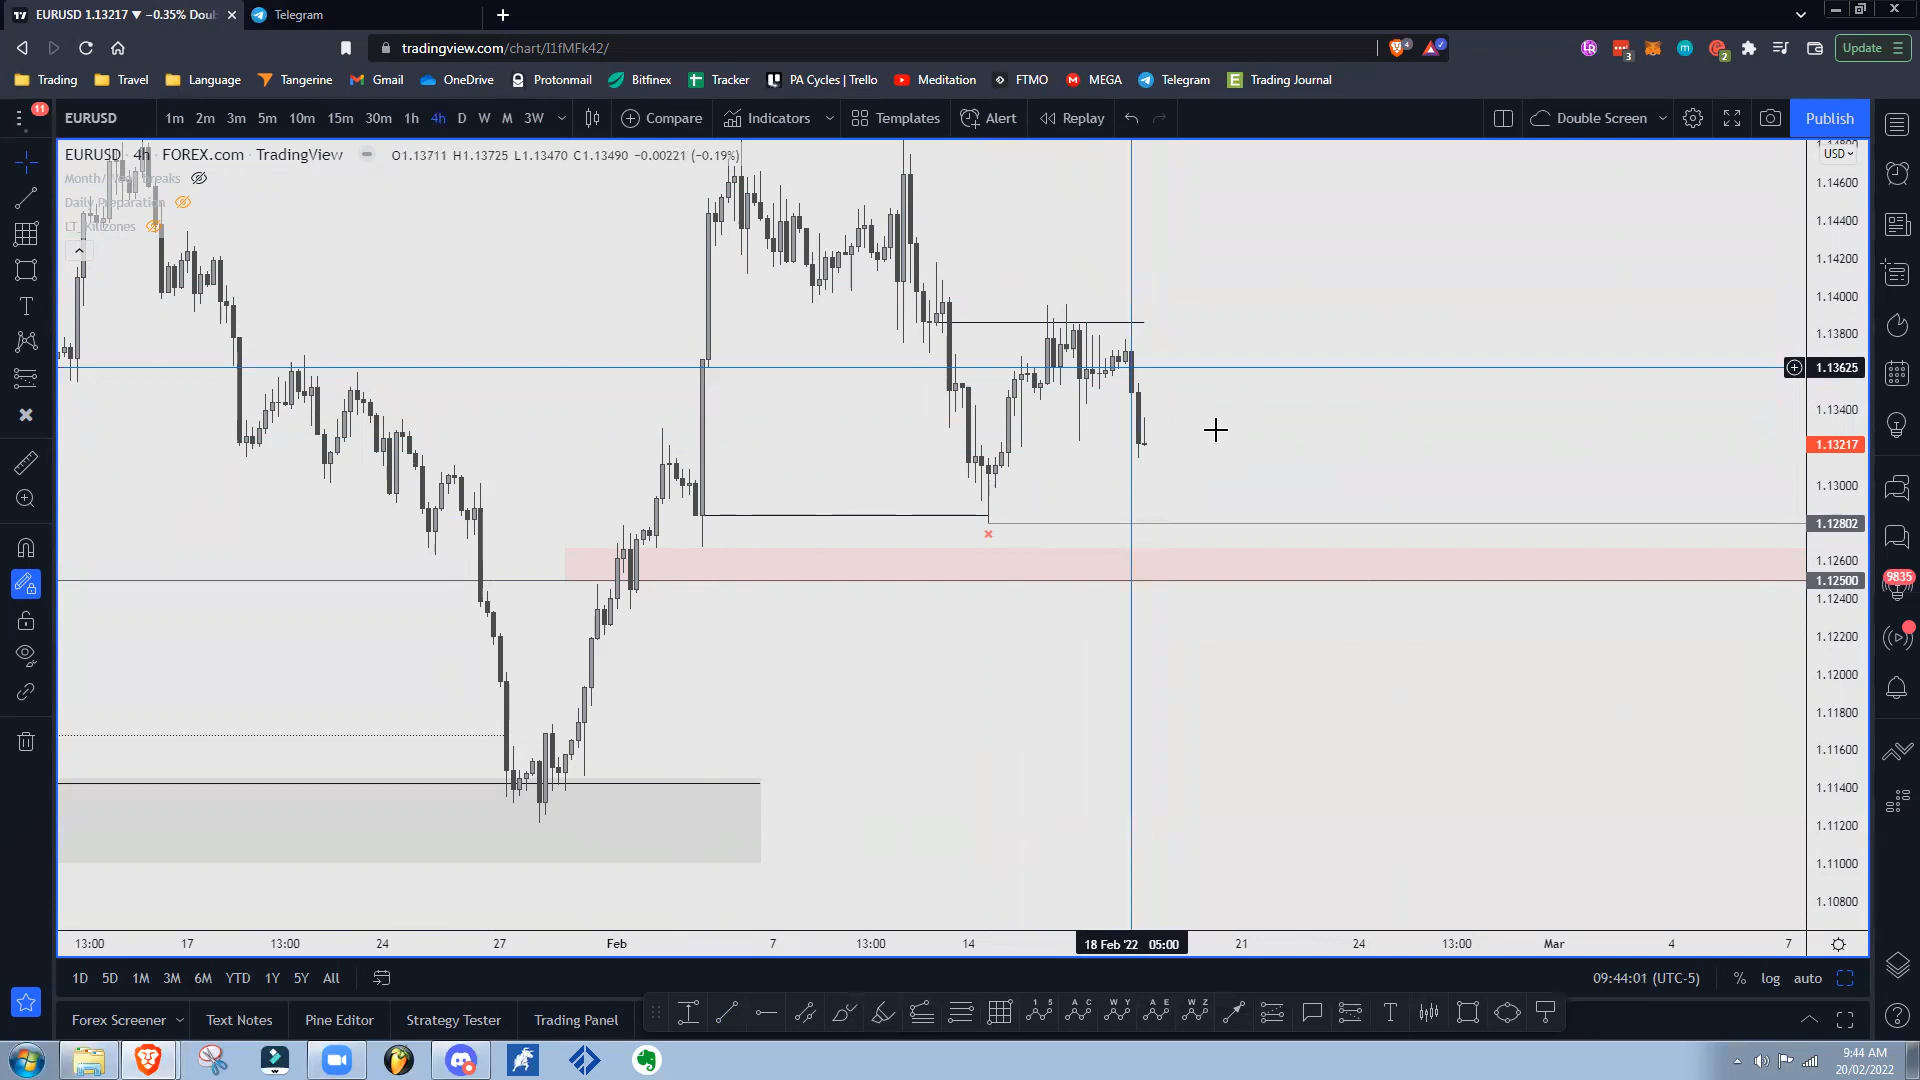 EURUSD 1.13217 ▼ −0.35% Doub
Telegram
tradingview.com/chart/I1fMFk42/
4
3
2
Update
Trading
Travel
Language
Tangerine
Gmail
OneDrive
Protonmail
Bitfinex
Tracker
PA Cycles | Trello
Meditation
FTMO
MEGA
Telegram
Trading Journal
11
EURUSD
1m 2m 3m 5m 10m 15m 30m 1h 4h D W M 3W
Compare
Indicators
Templates
Alert
Replay
Double Screen
Publish
EURUSD · 4h · FOREX.com · TradingView
O1.13711 H1.13725 L1.13470 C1.13490 −0.00221 (−0.19%)
USD
Daily Preparation
1.14600
1.14400
1.14200
1.14000
1.13800
1.13625
1.13400
1.13217
1.13000
1.12802
1.12600
1.12500
1.12400
1.12200
1.12000
1.11800
1.11600
1.11400
1.11200
1.11000
1.10800
9835
13:00 17 13:00 24 27 Feb 7 13:00 14 18 Feb '22 05:00 21 24 13:00 Mar 4 7
1D 5D 1M 3M 6M YTD 1Y 5Y All
09:44:01 (UTC-5)
% log auto
Forex Screener
Text Notes
Pine Editor
Strategy Tester
Trading Panel
1 5
A C
W Y
A E
W Z
9:44 AM
20/02/2022